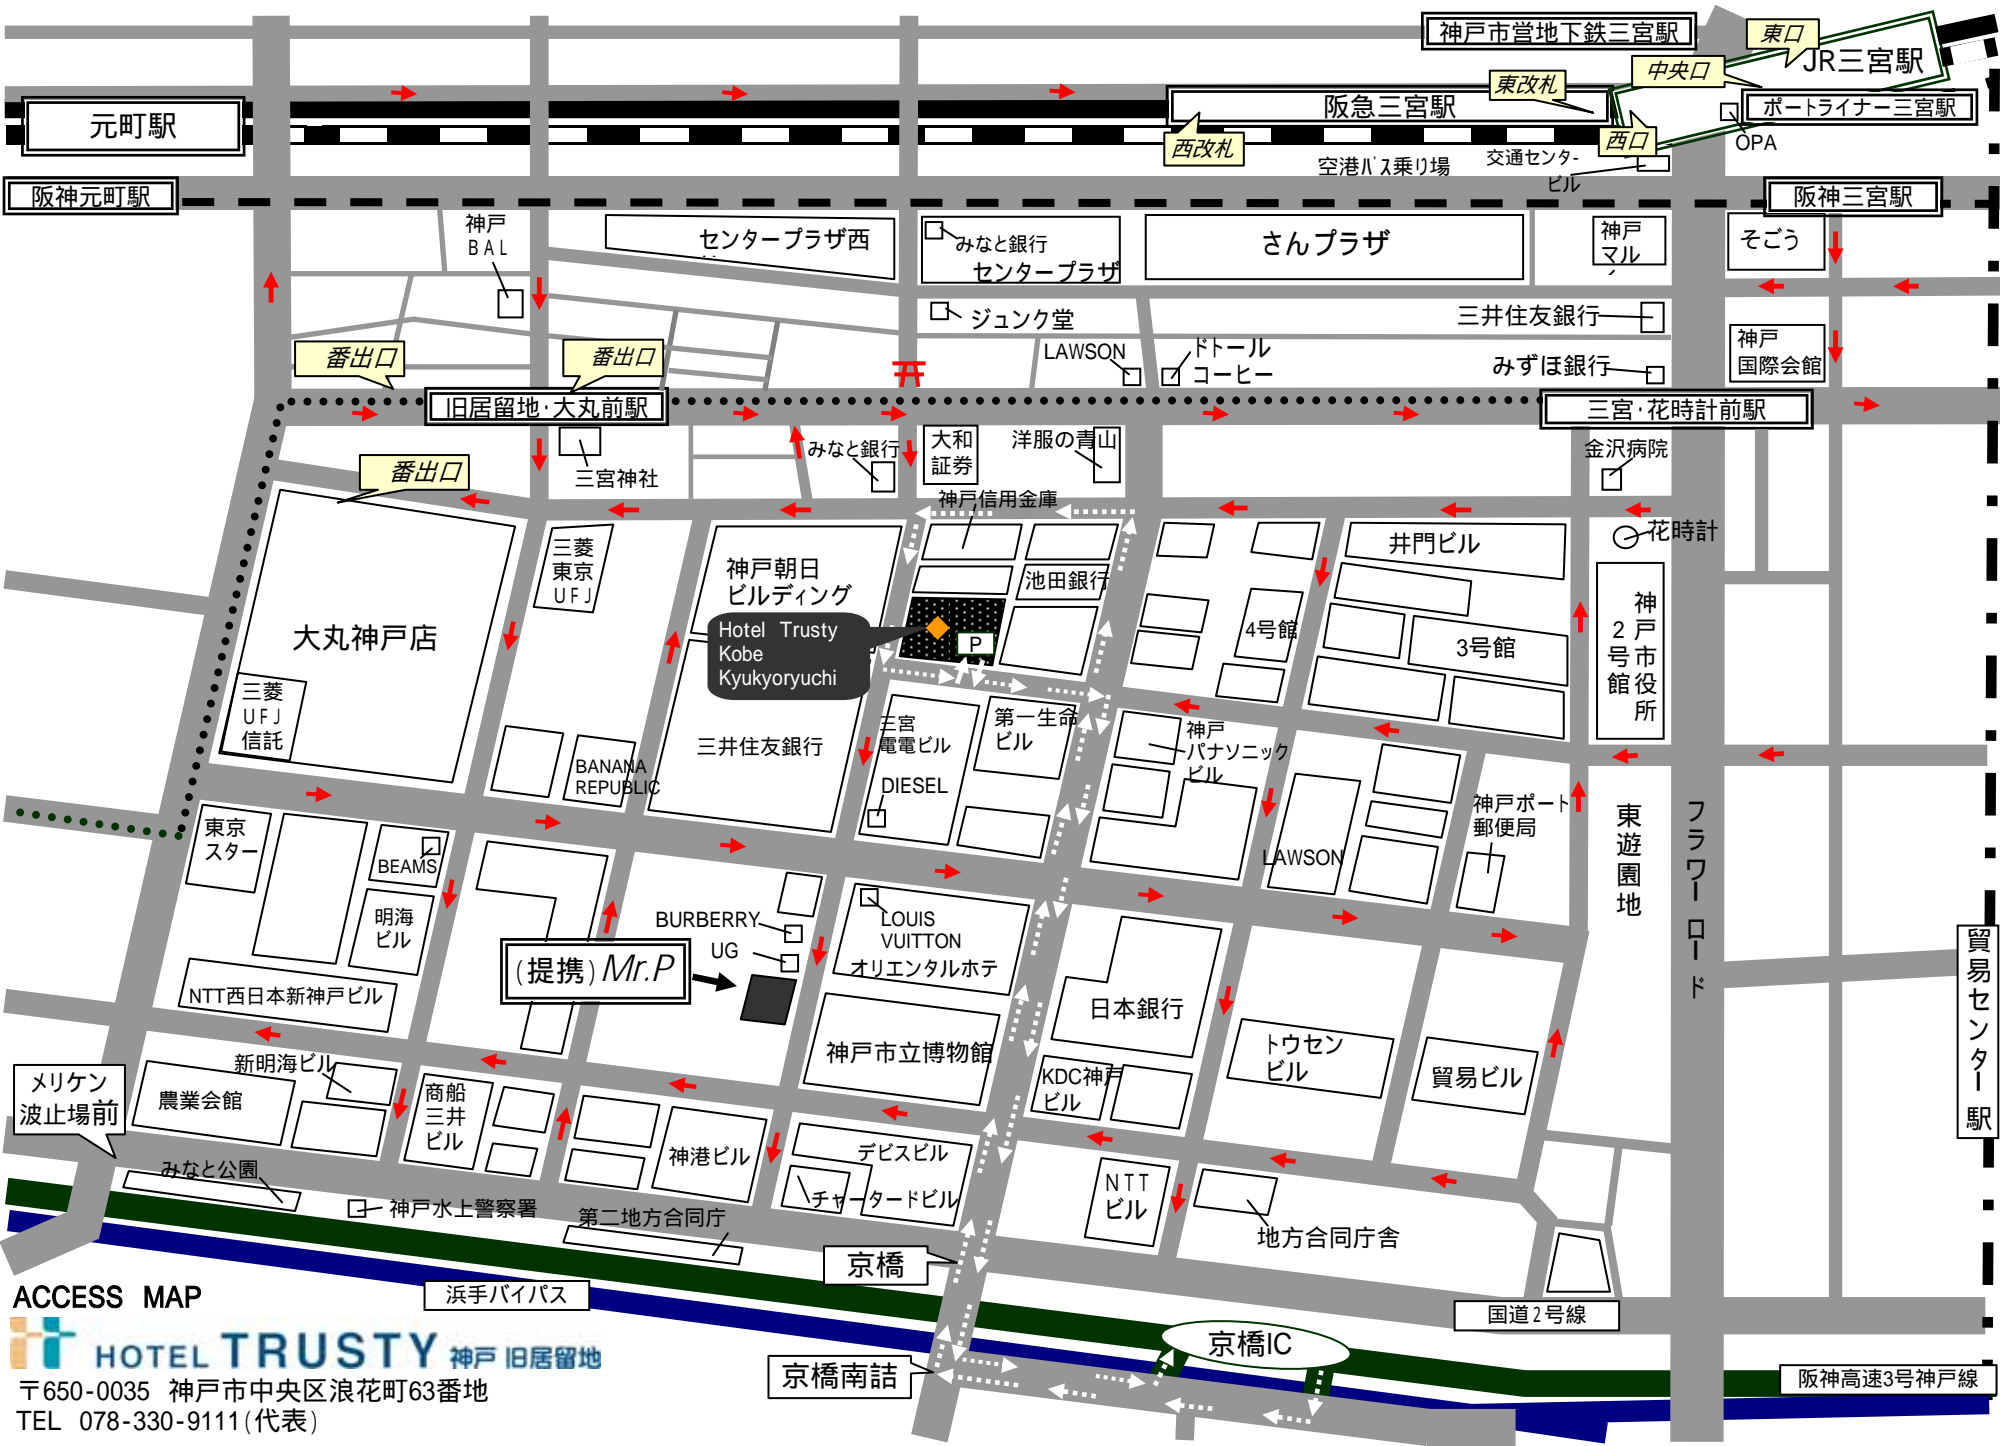 神戸市営地下鉄三宮駅
東口
JR三宮駅
中央口
東改札
阪急三宮駅
ポートライナー三宮駅
元町駅
西改札
西口
OPA
空港バス乗り場
交通センター
ビル
阪神元町駅
阪神三宮駅
神戸
BAL
センタープラザ西
みなと銀行
センタープラザ
さんプラザ
神戸
マル
そごう
ジュンク堂
三井住友銀行
神戸
国際会館
LAWSON
ドトール
コーヒー
みずほ銀行
番出口
番出口
旧居留地・大丸前駅
三宮・花時計前駅
番出口
三宮神社
みなと銀行
大和
証券
洋服の青山
金沢病院
神戸信用金庫
花時計
三菱
東京
UFJ
神戸朝日
ビルディング
池田銀行
井門ビル
Hotel Trusty
Kobe
Kyukyoryuchi
P
4号館
3号館
神戸市役所
2号館
大丸神戸店
三菱
UFJ
信託
BANANA
REPUBLIC
三井住友銀行
三宮
電電ビル
DIESEL
第一生命
ビル
神戸
パナソニック
ビル
神戸ポート
郵便局
LAWSON
東遊園地
フラワーロード
東京
スター
BEAMS
明海
ビル
NTT西日本新神戸ビル
(提携)Mr.P
BURBERRY
UG
LOUIS
VUITTON
オリエンタルホテ
神戸市立博物館
日本銀行
KDC神戸
ビル
トウセン
ビル
貿易ビル
貿易センター駅
メリケン
波止場前
新明海ビル
農業会館
商船
三井
ビル
神港ビル
デビスビル
チャータードビル
NTT
ビル
地方合同庁舎
みなと公園
神戸水上警察署
第二地方合同庁
京橋
浜手バイパス
国道2号線
京橋IC
京橋南詰
阪神高速3号神戸線
ACCESS MAP
HOTEL TRUSTY 神戸 旧居留地
〒650-0035 神戸市中央区浪花町63番地
TEL 078-330-9111(代表)